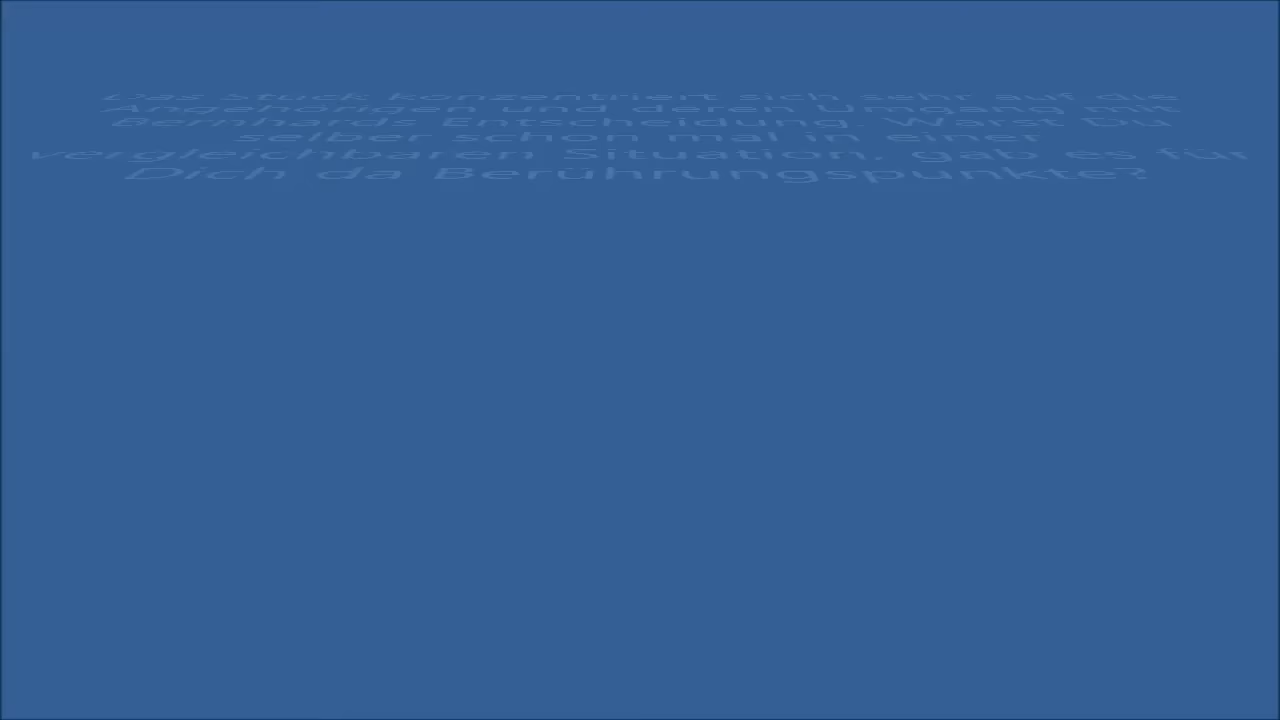 Das Stück konzentriert sich sehr auf die
Angehörigen und deren Umgang mit
Bernhards Entscheidung. Warst Du
selber schon mal in einer
vergleichbaren Situation, gab es für
Dich da Berührungspunkte?